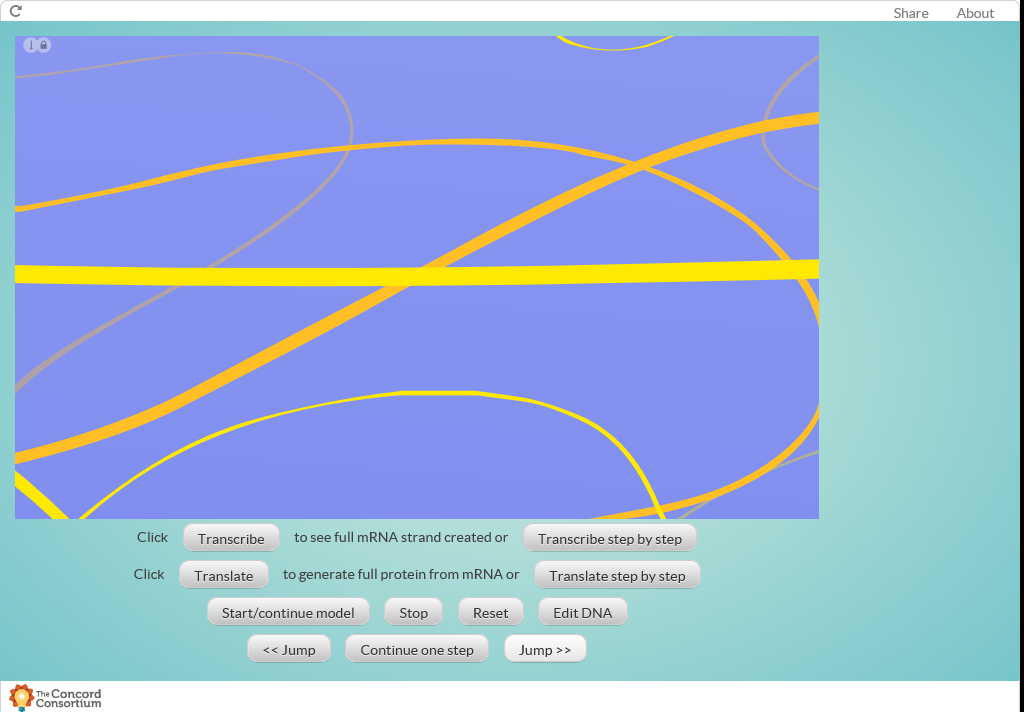 Share About
Click Transcribe to see full mRNA strand created or Transcribe step by step
Click Translate to generate full protein from mRNA or Translate step by step
Start/continue model Stop Reset Edit DNA
<< Jump Continue one step Jump >>
The Concord
Consortium